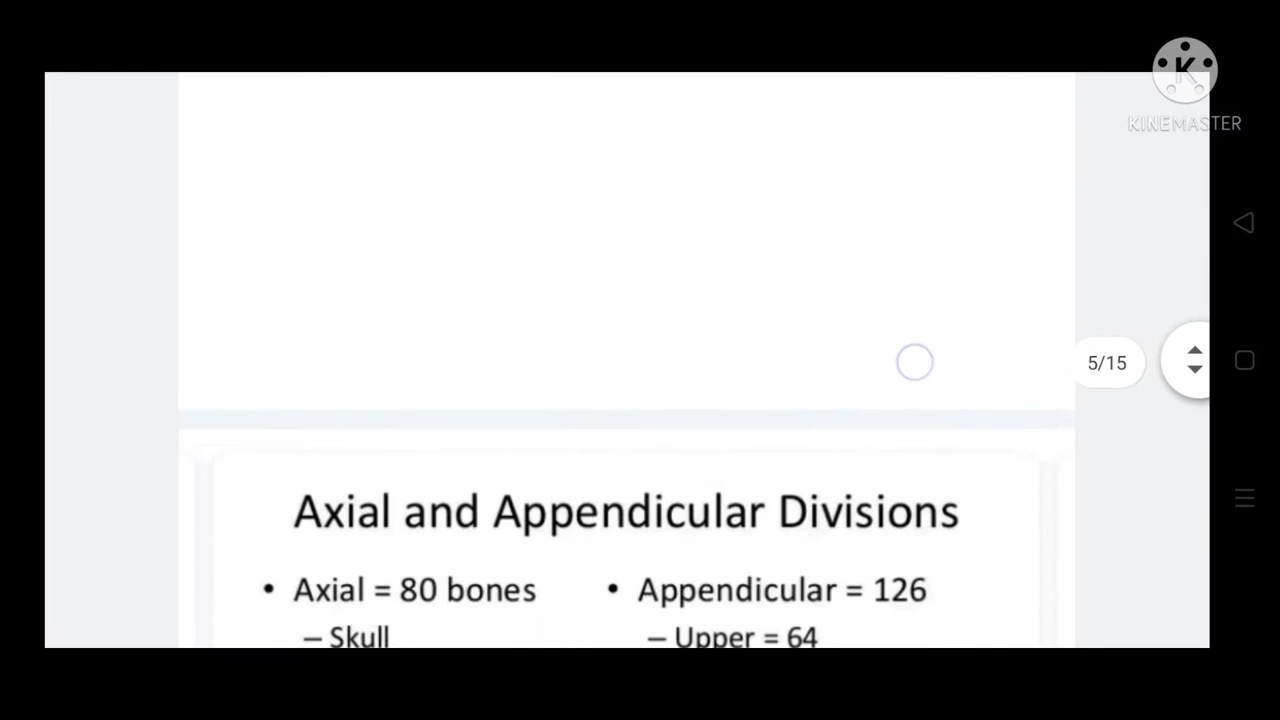 K
KINEMASTER
5/15
Axial and Appendicular Divisions
• Axial = 80 bones
– Skull
• Appendicular = 126
– Upper = 64